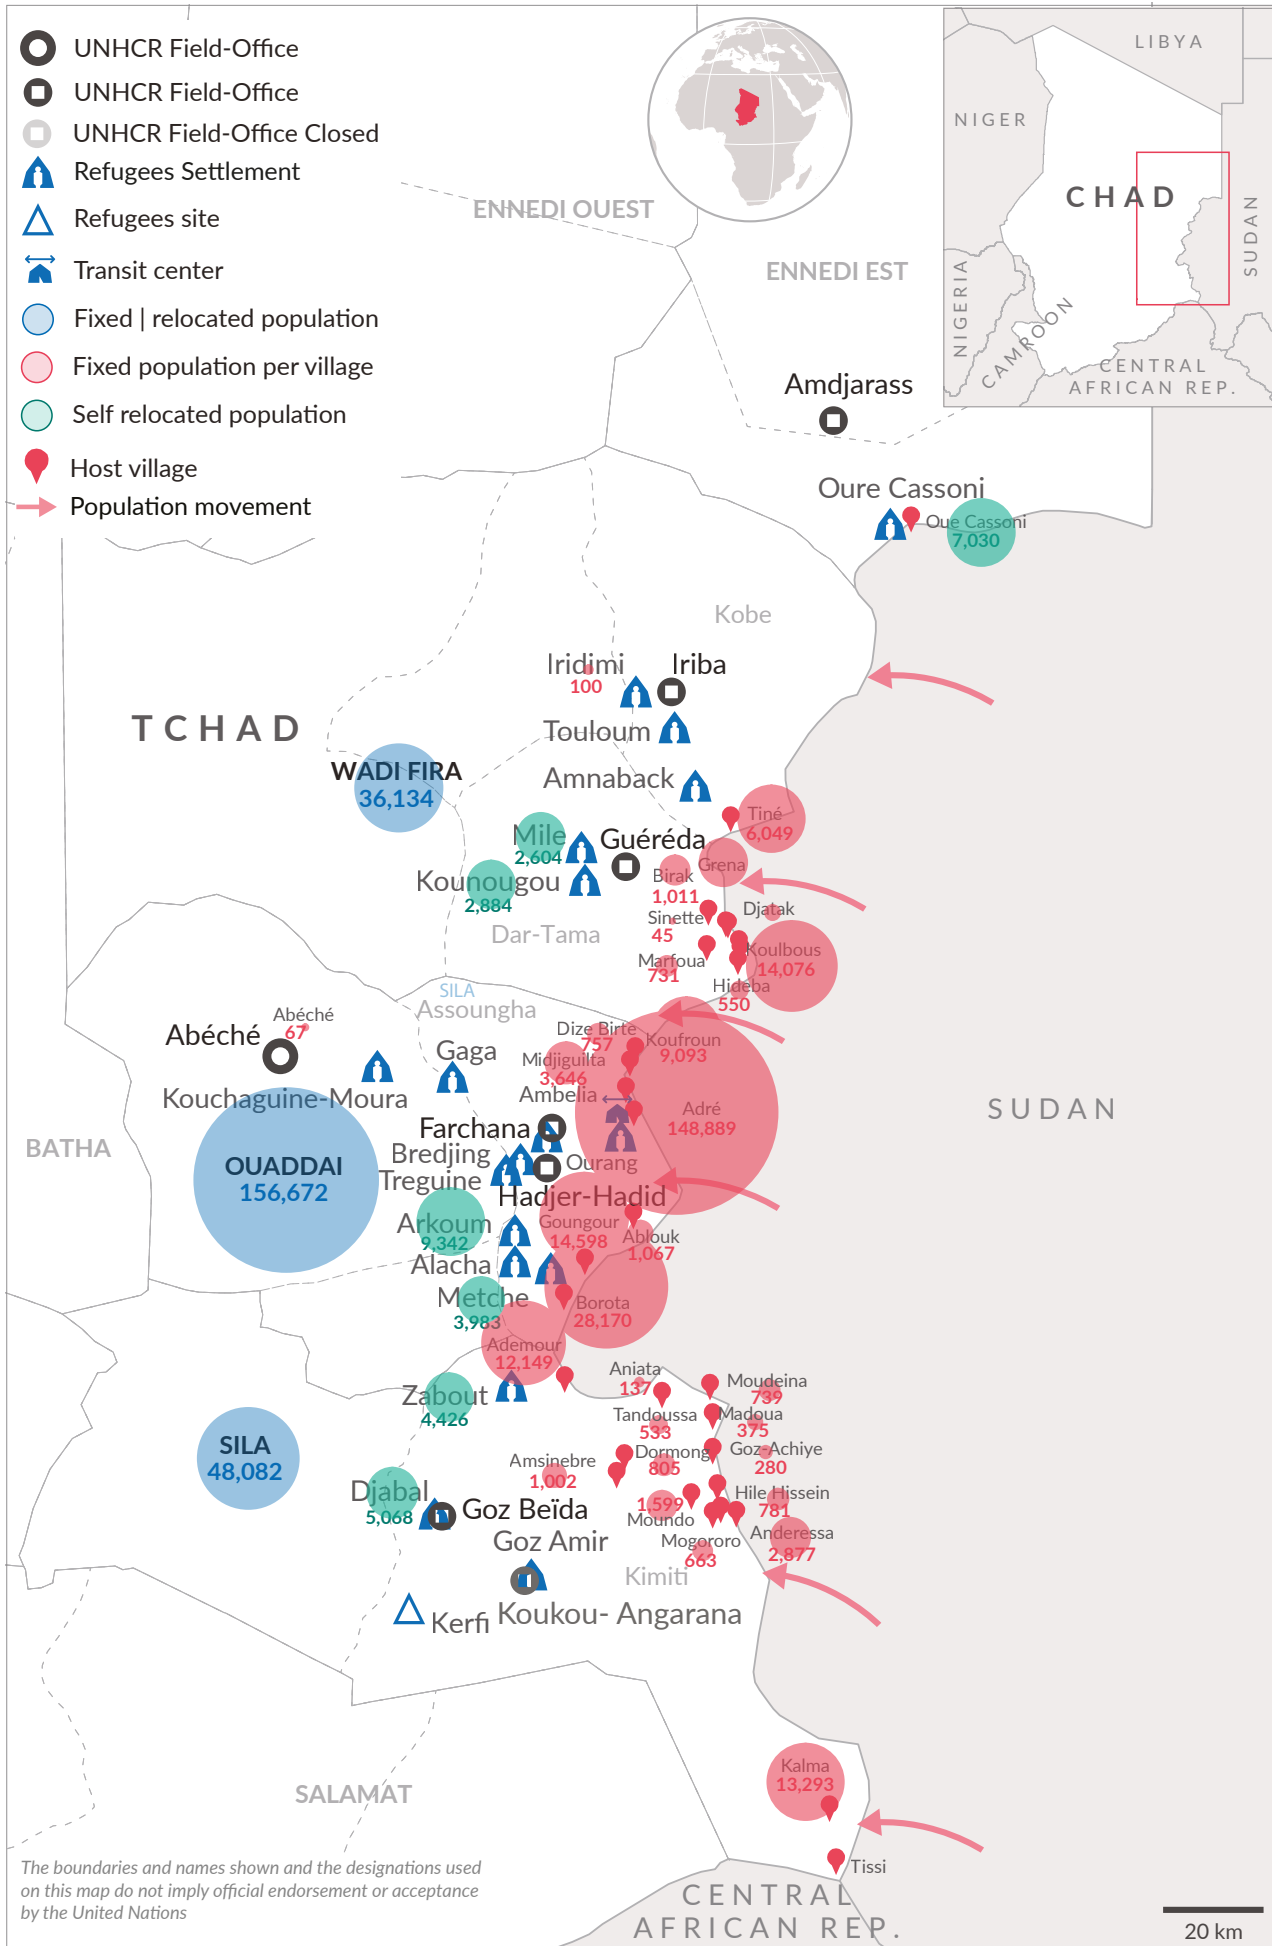 UNHCR Field-Office
UNHCR Field-Office
UNHCR Field-Office Closed
Refugees Settlement
Refugees site
Transit center
Fixed | relocated population
Fixed population per village
Self relocated population
Host village
Population movement
LIBYA
NIGER
CHAD
SUDAN
NIGERIA
CAMROON
CENTRAL
AFRICAN REP.
ENNEDI OUEST
ENNEDI EST
Amdjarass
Oure Cassoni
Oue Cassoni
7,030
Kobe
Iridimi
100
Iriba
TCHAD
Touloum
WADI FIRA
36,134
Amnaback
Tiné
6,049
Mile
2,604
Guéréda
Grena
Kounougou
2,884
Birak
1,011
Djatak
Sinette
45
Dar-Tama
Koulbous
14,076
Marfoua
731
Hideba
550
SILA
Assoungha
Abéché
67
Abéché
Dize Birte
757
Koufroun
9,093
Gaga
Midjiguilta
3,646
Ambelia
Kouchaguine-Moura
Adré
148,889
SUDAN
Farchana
BATHA
Bredjing
Ourang
OUADDAI
156,672
Treguine
Hadjer-Hadid
Arkoum
9,342
Goungour
14,598
Ablouk
1,067
Alacha
Metche
3,983
Borota
28,170
Ademour
12,149
Aniata
137
Moudeina
739
Zabout
4,426
Tandoussa
533
Madoua
375
SILA
48,082
Dormong
805
Goz-Achiye
280
Amsinebre
1,002
Djabal
5,068
Hile Hissein
781
1,599
Moundo
Goz Beïda
Mogororo
663
Anderessa
2,877
Goz Amir
Kimiti
Kerfi
Koukou- Angarana
Kalma
13,293
SALAMAT
Tissi
The boundaries and names shown and the designations used
on this map do not imply official endorsement or acceptance
by the United Nations
CENTRAL
AFRICAN REP.
20 km